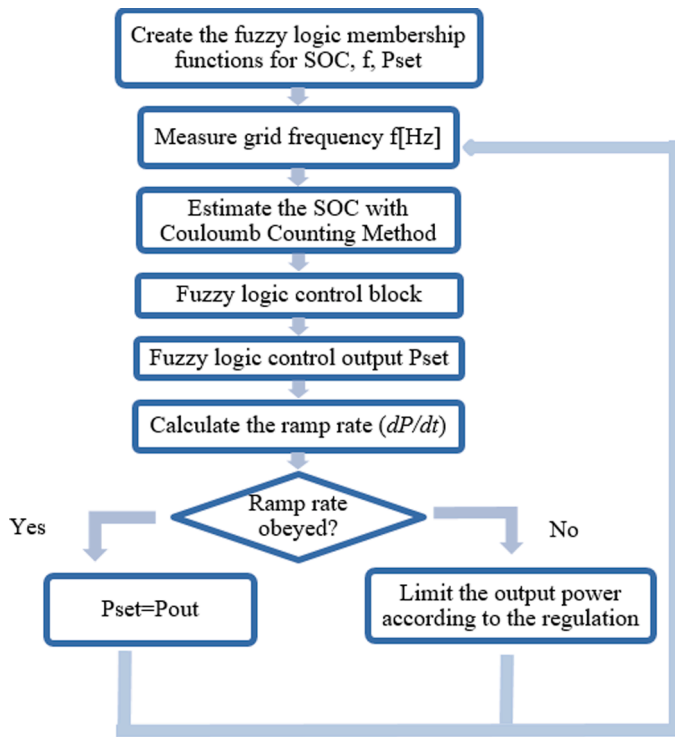 Create the fuzzy logic membership
functions for SOC, f, Pset
Measure grid frequency f[Hz]
Estimate the SOC with
Couloumb Counting Method
Fuzzy logic control block
Fuzzy logic control output Pset
Calculate the ramp rate (dP/dt)
Ramp rate
obeyed?
Yes
No
Pset=Pout
Limit the output power
according to the regulation